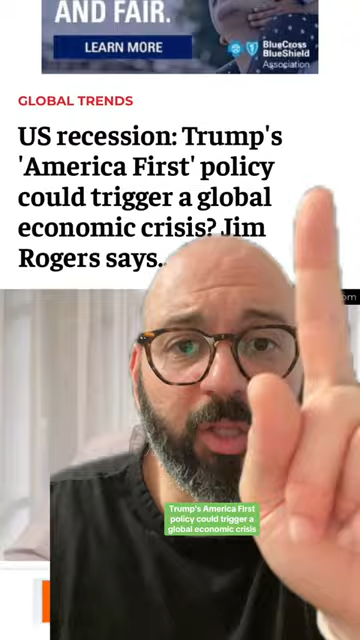 AND FAIR.
LEARN MORE
BlueCross
BlueShield
Association
GLOBAL TRENDS
US recession: Trump's
'America First' policy
could trigger a global
economic crisis? Jim
Rogers says..
om
Trump's America First
policy could trigger a
global economic crisis